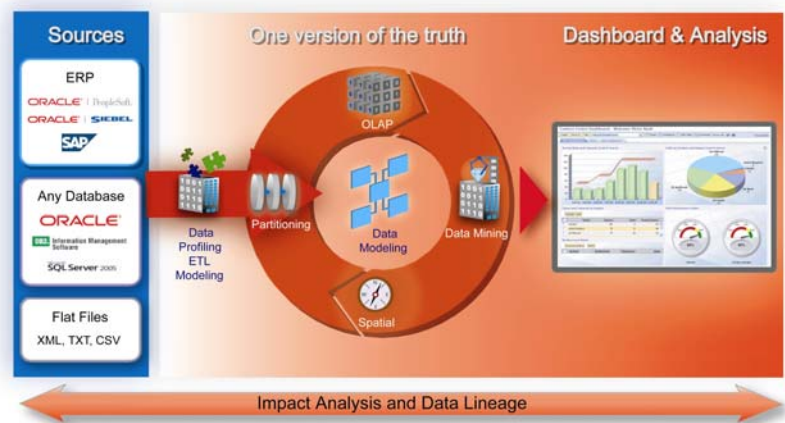 Sources
One version of the truth
Dashboard & Analysis
ERP
ORACLE | PeopleSoft
ORACLE | SIEBEL
SAP
Any Database
ORACLE
DB2. Information Management
Software
SQL Server 2005
Flat Files
XML, TXT, CSV
Data
Profiling
ETL
Modeling
Partitioning
OLAP
Data
Modeling
Data Mining
Spatial
Impact Analysis and Data Lineage